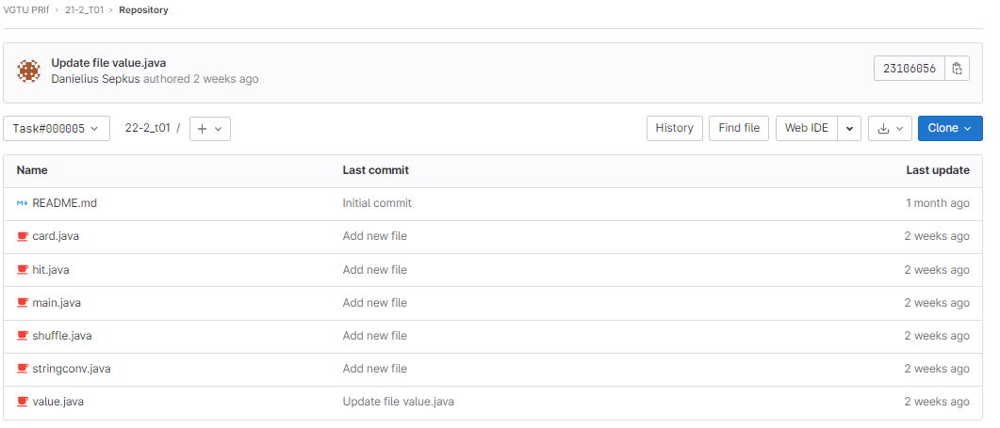 VGTU PRIf › 21-2_T01 › Repository
Update file value.java
Danielius Sepkus authored 2 weeks ago
23106056
Task#000005 22-2_t01 / +
History Find file Web IDE Clone
Name Last commit Last update
README.md Initial commit 1 month ago
card.java Add new file 2 weeks ago
hit.java Add new file 2 weeks ago
main.java Add new file 2 weeks ago
shuffle.java Add new file 2 weeks ago
stringconv.java Add new file 2 weeks ago
value.java Update file value.java 2 weeks ago